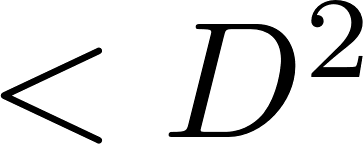 < D²